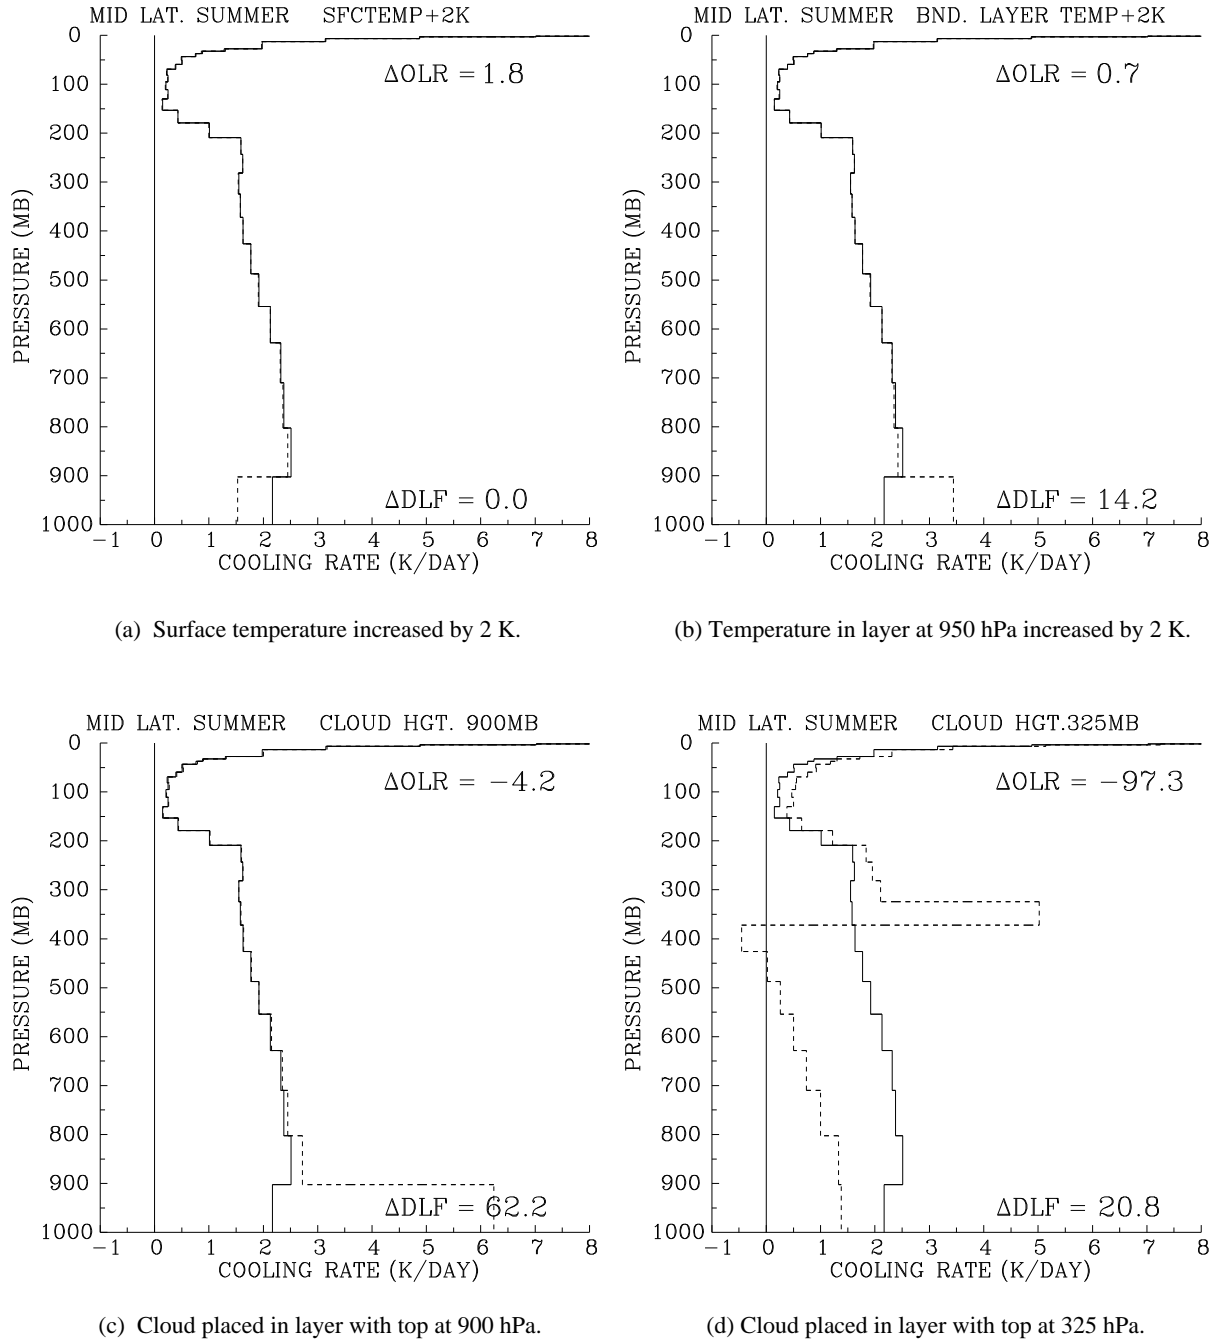 MID LAT. SUMMER SFCTEMP+2K
0
100
200
300
400
500
600
700
800
900
1000
PRESSURE (MB)
ΔOLR = 1.8
ΔDLF = 0.0
−1 0 1 2 3 4 5 6 7 8
COOLING RATE (K/DAY)
(a) Surface temperature increased by 2 K.
MID LAT. SUMMER BND. LAYER TEMP+2K
0
100
200
300
400
500
600
700
800
900
1000
PRESSURE (MB)
ΔOLR = 0.7
ΔDLF = 14.2
−1 0 1 2 3 4 5 6 7 8
COOLING RATE (K/DAY)
(b) Temperature in layer at 950 hPa increased by 2 K.
MID LAT. SUMMER CLOUD HGT. 900MB
0
100
200
300
400
500
600
700
800
900
1000
PRESSURE (MB)
ΔOLR = −4.2
ΔDLF = 62.2
−1 0 1 2 3 4 5 6 7 8
COOLING RATE (K/DAY)
(c) Cloud placed in layer with top at 900 hPa.
MID LAT. SUMMER CLOUD HGT.325MB
0
100
200
300
400
500
600
700
800
900
1000
PRESSURE (MB)
ΔOLR = −97.3
ΔDLF = 20.8
−1 0 1 2 3 4 5 6 7 8
COOLING RATE (K/DAY)
(d) Cloud placed in layer with top at 325 hPa.